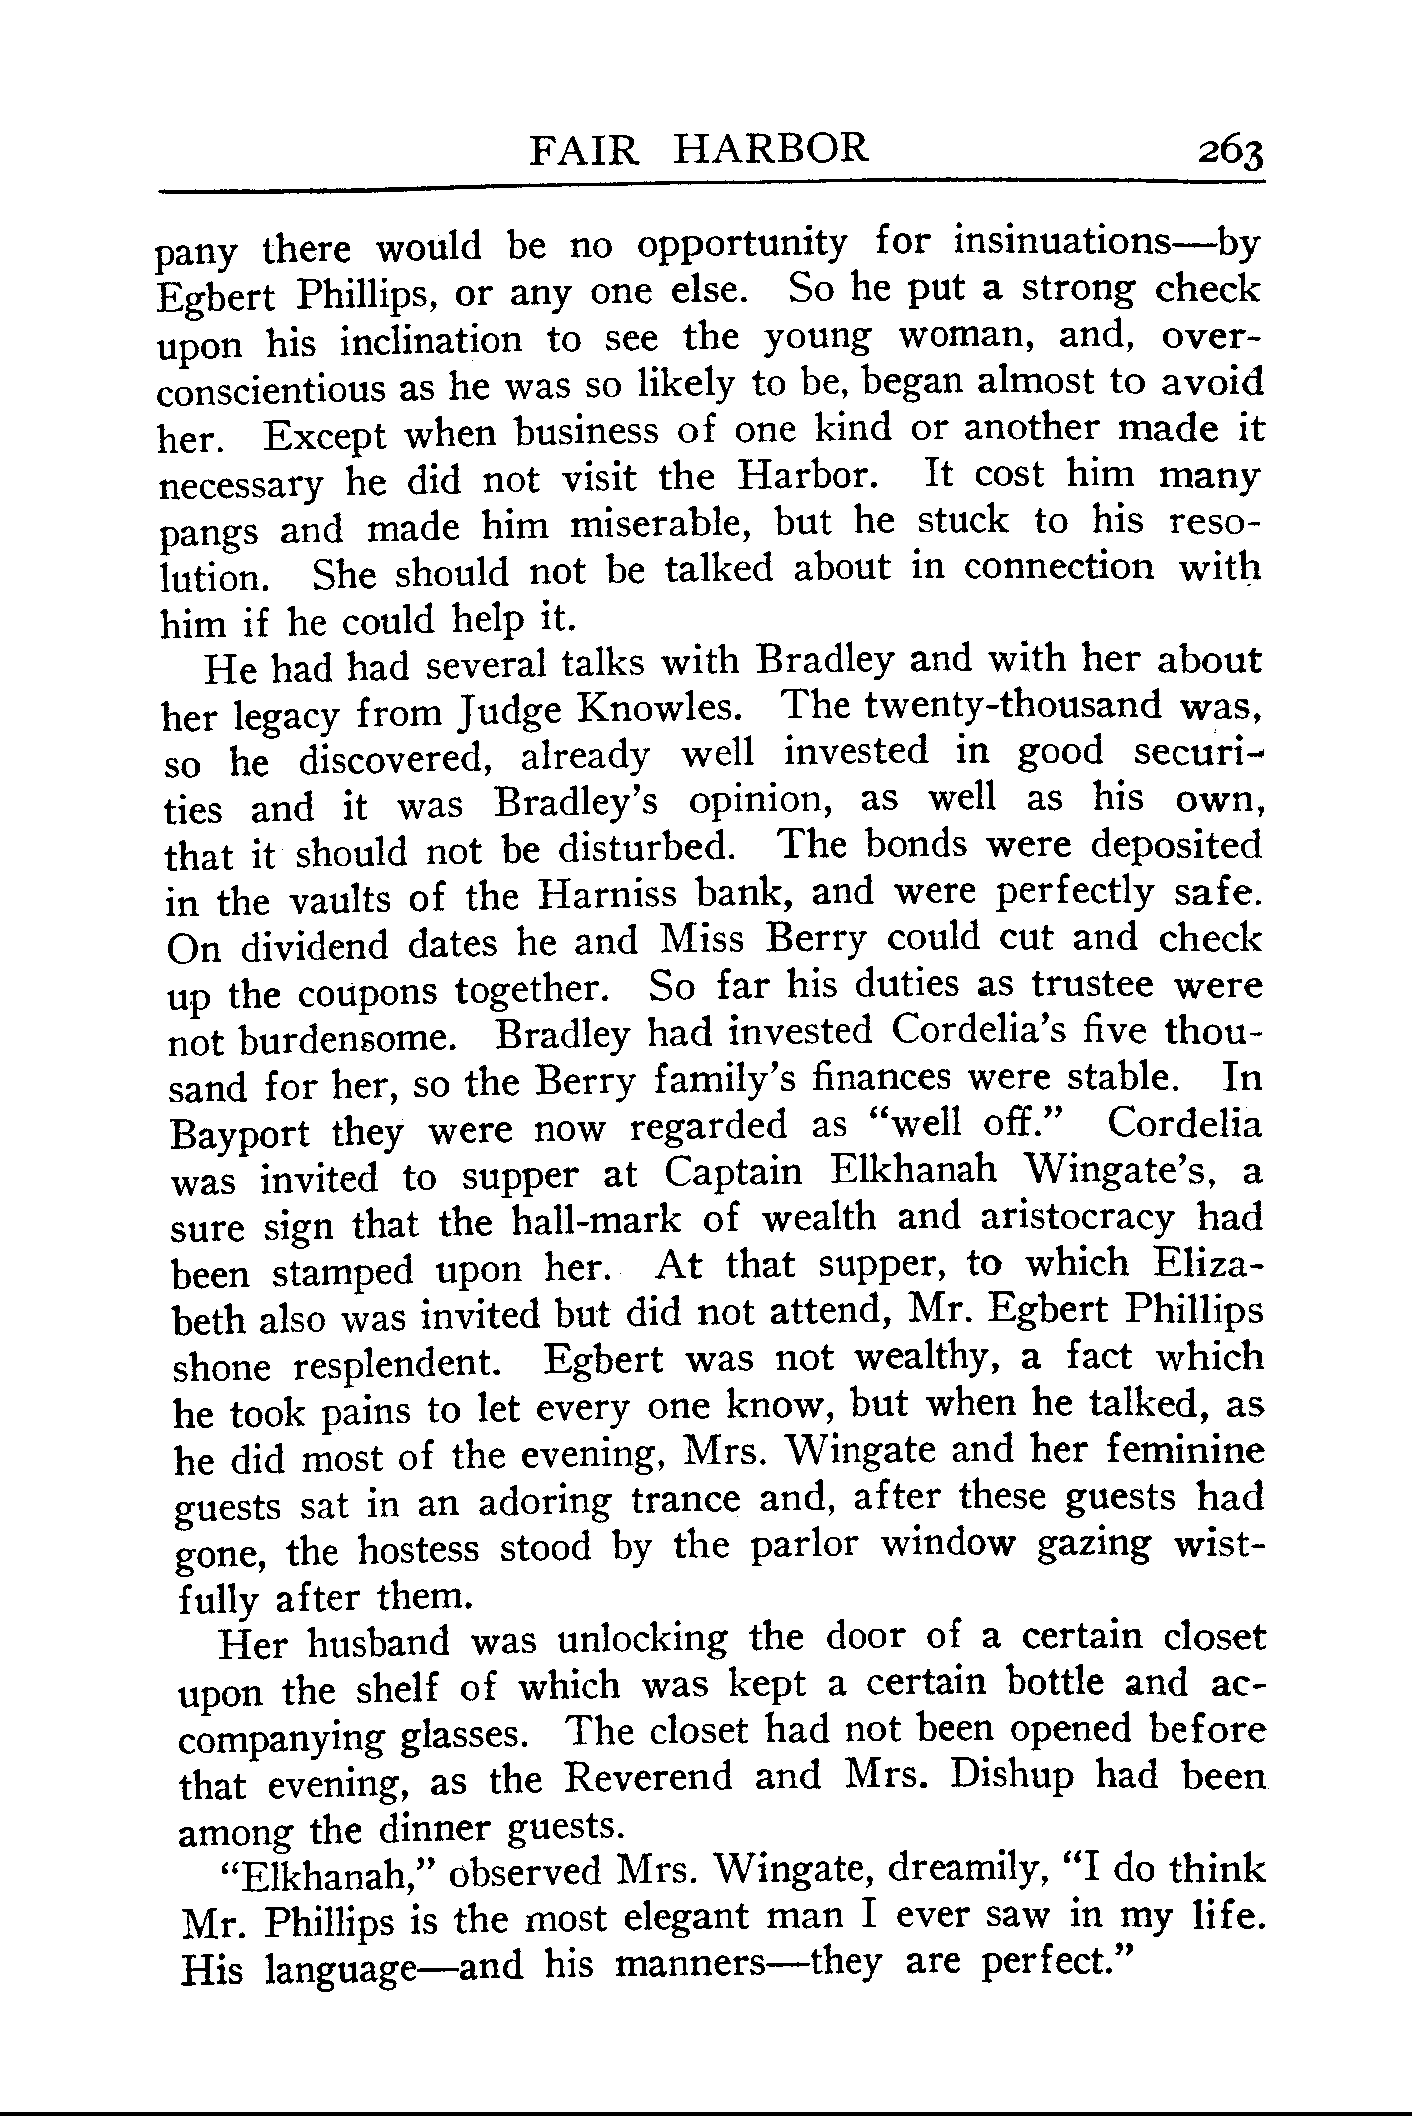 FAIR HARBOR 263
pany there would be no opportunity for insinuations—by
Egbert Phillips, or any one else. So he put a strong check
upon his inclination to see the young woman, and, over-
conscientious as he was so likely to be, began almost to avoid
her. Except when business of one kind or another made it
necessary he did not visit the Harbor. It cost him many
pangs and made him miserable, but he stuck to his reso-
lution. She should not be talked about in connection with
him if he could help it.
He had had several talks with Bradley and with her about
her legacy from Judge Knowles. The twenty-thousand was,
so he discovered, already well invested in good securi-
ties and it was Bradley's opinion, as well as his own,
that it should not be disturbed. The bonds were deposited
in the vaults of the Harniss bank, and were perfectly safe.
On dividend dates he and Miss Berry could cut and check
up the coupons together. So far his duties as trustee were
not burdensome. Bradley had invested Cordelia's five thou-
sand for her, so the Berry family's finances were stable. In
Bayport they were now regarded as “well off.” Cordelia
was invited to supper at Captain Elkhanah Wingate's, a
sure sign that the hall-mark of wealth and aristocracy had
been stamped upon her. At that supper, to which Eliza-
beth also was invited but did not attend, Mr. Egbert Phillips
shone resplendent. Egbert was not wealthy, a fact which
he took pains to let every one know, but when he talked, as
he did most of the evening, Mrs. Wingate and her feminine
guests sat in an adoring trance and, after these guests had
gone, the hostess stood by the parlor window gazing wist-
fully after them.
Her husband was unlocking the door of a certain closet
upon the shelf of which was kept a certain bottle and ac-
companying glasses. The closet had not been opened before
that evening, as the Reverend and Mrs. Dishup had been
among the dinner guests.
“Elkhanah,” observed Mrs. Wingate, dreamily, “I do think
Mr. Phillips is the most elegant man I ever saw in my life.
His language—and his manners—they are perfect.”